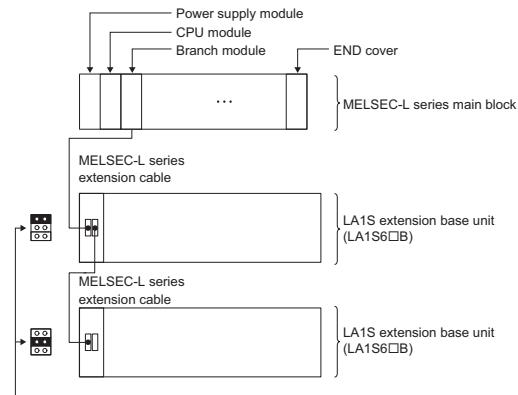 Power supply module
CPU module
Branch module
END cover
...
MELSEC-L series main block
MELSEC-L series
extension cable
LA1S extension base unit
(LA1S6□B)
MELSEC-L series
extension cable
LA1S extension base unit
(LA1S6□B)